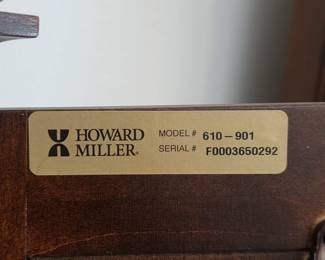 HOWARD MILLER®
MODEL # 610-901
SERIAL # F0003650292